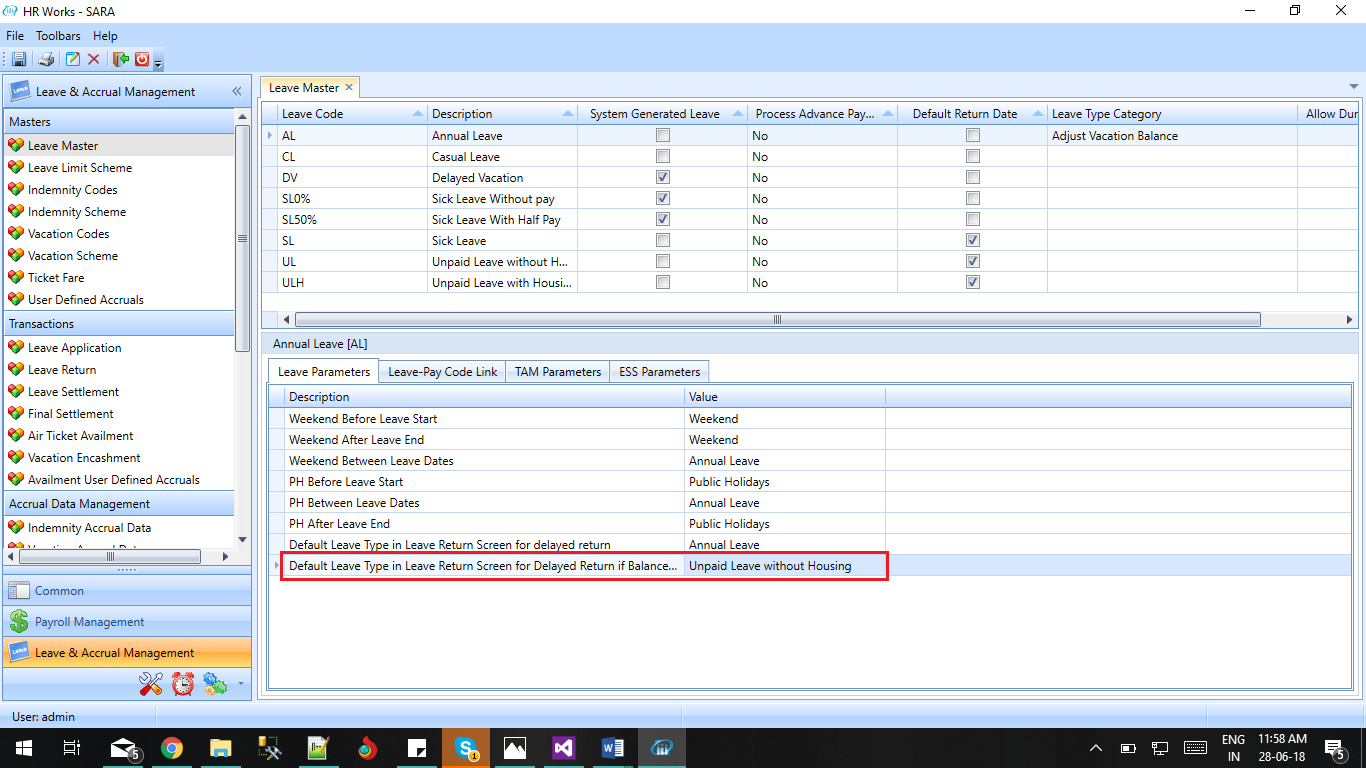 HR Works - SARA
File Toolbars Help
Leave & Accrual Management
Masters
Leave Master
Leave Limit Scheme
Indemnity Codes
Indemnity Scheme
Vacation Codes
Vacation Scheme
Ticket Fare
User Defined Accruals
Transactions
Leave Application
Leave Return
Leave Settlement
Final Settlement
Air Ticket Availment
Vacation Encashment
Availment User Defined Accruals
Accrual Data Management
Indemnity Accrual Data
Common
Payroll Management
Leave & Accrual Management
Leave Master
Leave Code Description System Generated Leave Process Advance Pay... Default Return Date Leave Type Category Allow Dur
AL Annual Leave No Adjust Vacation Balance
CL Casual Leave No
DV Delayed Vacation No
SL0% Sick Leave Without pay No
SL50% Sick Leave With Half Pay No
SL Sick Leave No
UL Unpaid Leave without H... No
ULH Unpaid Leave with Housi... No
Annual Leave [AL]
Leave Parameters Leave-Pay Code Link TAM Parameters ESS Parameters
Description Value
Weekend Before Leave Start Weekend
Weekend After Leave End Weekend
Weekend Between Leave Dates Annual Leave
PH Before Leave Start Public Holidays
PH Between Leave Dates Annual Leave
PH After Leave End Public Holidays
Default Leave Type in Leave Return Screen for delayed return Annual Leave
Default Leave Type in Leave Return Screen for Delayed Return if Balance... Unpaid Leave without Housing
User: admin
5
1
ENG
IN
11:58 AM
28-06-18
5